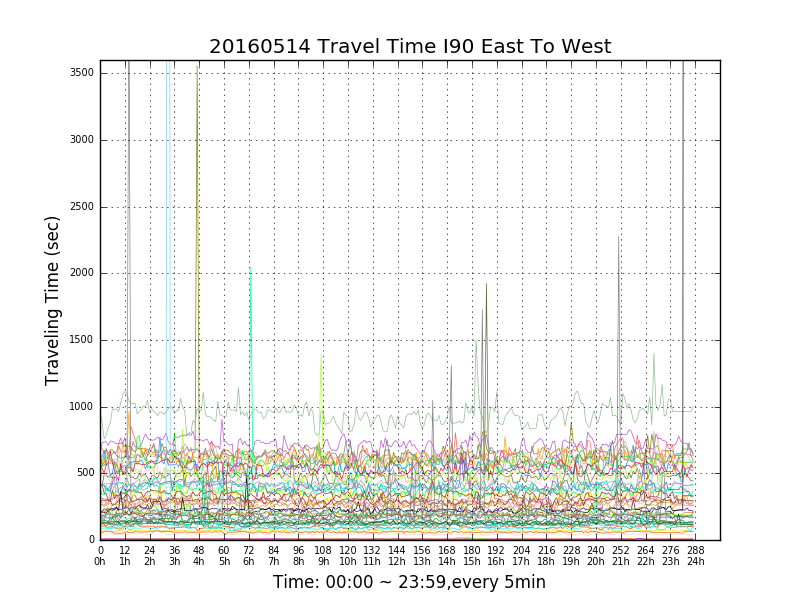 20160514 Travel Time I90 East To West
Traveling Time (sec)
3500
3000
2500
2000
1500
1000
500
0
0 12 24 36 48 60 72 84 96 108 120 132 144 156 168 180 192 204 216 228 240 252 264 276 288
0h 1h 2h 3h 4h 5h 6h 7h 8h 9h 10h 11h 12h 13h 14h 15h 16h 17h 18h 19h 20h 21h 22h 23h 24h
Time: 00:00 ~ 23:59,every 5min